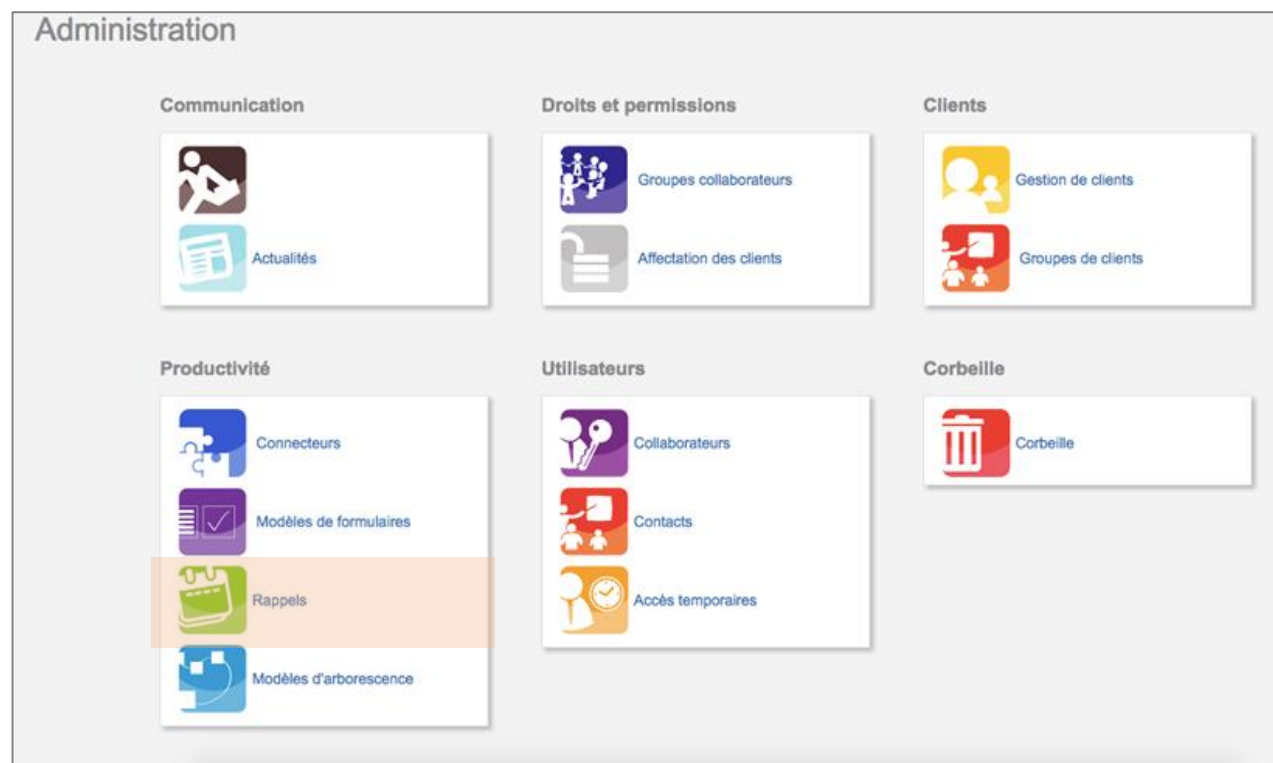 Administration
Communication
Actualités
Droits et permissions
Groupes collaborateurs
Affectation des clients
Clients
Gestion de clients
Groupes de clients
Productivité
Connecteurs
Modèles de formulaires
Rappels
Modèles d'arborescence
Utilisateurs
Collaborateurs
Contacts
Accès temporaires
Corbeille
Corbeille